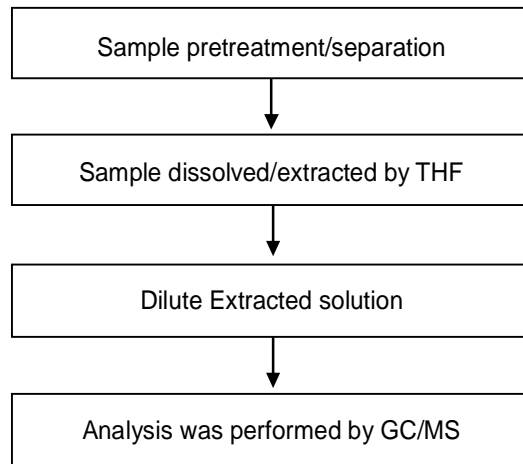 Sample pretreatment/separation
Sample dissolved/extracted by THF
Dilute Extracted solution
Analysis was performed by GC/MS